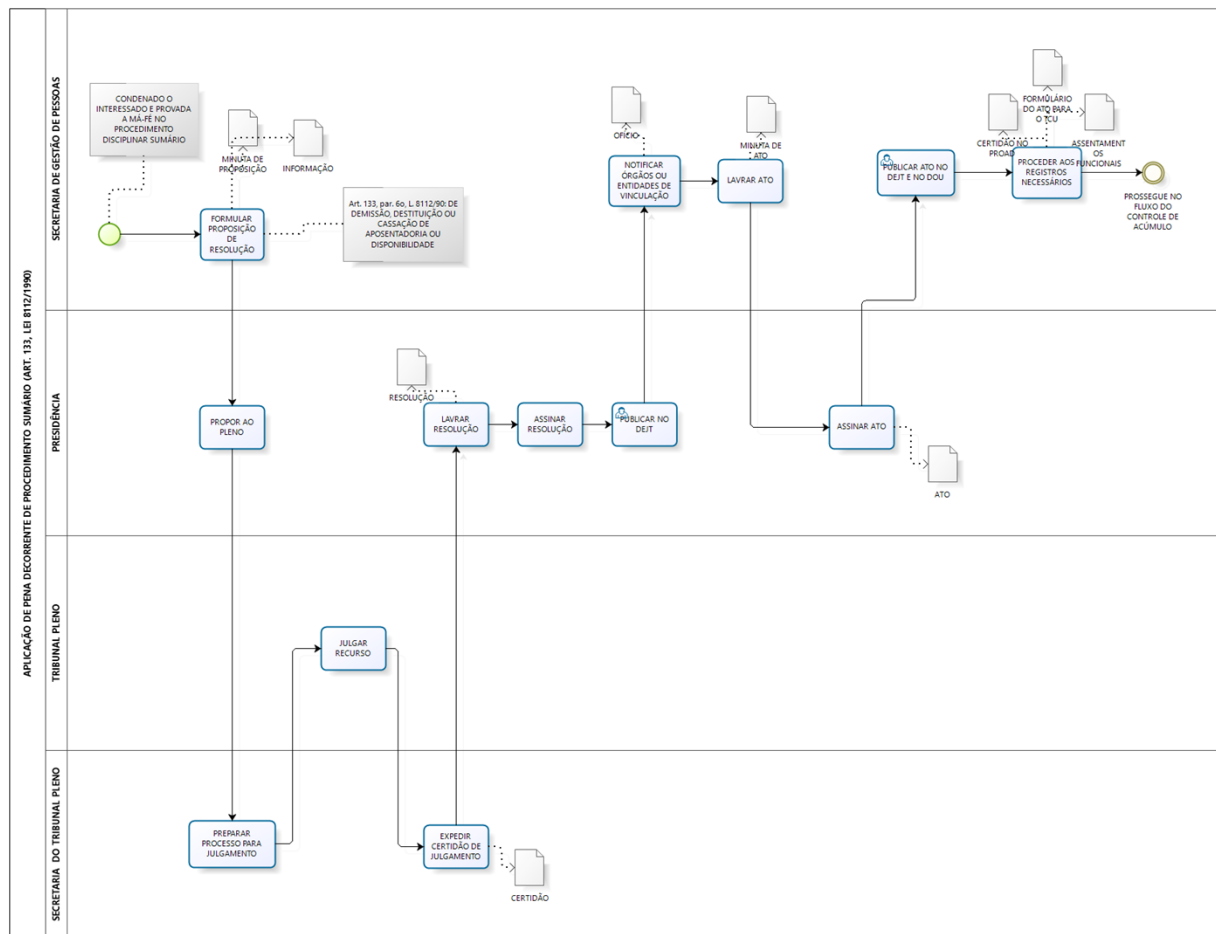 APLICAÇÃO DE PENA DECORRENTE DE PROCEDIMENTO SUMÁRIO (ART. 133, LEI 8112/1990)
SECRETARIA DE GESTÃO DE PESSOAS
CONDENADO O
INTERESSADO E PROVADA
A MÁ-FÉ NO
PROCEDIMENTO
DISCIPLINAR SUMÁRIO
MINUTA DE
PROPOSIÇÃO
INFORMAÇÃO
FORMULAR
PROPOSIÇÃO
DE
RESOLUÇÃO
Art. 133, par. 6o, L. 8112/90: DE
DEMISSÃO, DESTITUIÇÃO OU
CASSAÇÃO DE
APOSENTADORIA OU
DISPONIBILIDADE
OFÍCIO
NOTIFICAR
ÓRGÃOS OU
ENTIDADES DE
VINCULAÇÃO
MINUTA DE
ATO
LAVRAR ATO
PUBLICAR ATO NO
DEJT E NO DOU
CERTIDÃO NO
PROAD
FORMULÁRIO
DO ATO PARA
O TCU
ASSENTAMENT
OS
FUNCIONAIS
PROCEDER AOS
REGISTROS
NECESSÁRIOS
PROSSEGUE NO
FLUXO DO
CONTROLE DE
ACÚMULO
PRESIDÊNCIA
PROPOR AO
PLENO
RESOLUÇÃO
LAVRAR
RESOLUÇÃO
ASSINAR
RESOLUÇÃO
PUBLICAR NO
DEJT
ASSINAR ATO
ATO
TRIBUNAL PLENO
JULGAR
RECURSO
SECRETARIA DO TRIBUNAL PLENO
PREPARAR
PROCESSO PARA
JULGAMENTO
EXPEDIR
CERTIDÃO DE
JULGAMENTO
CERTIDÃO